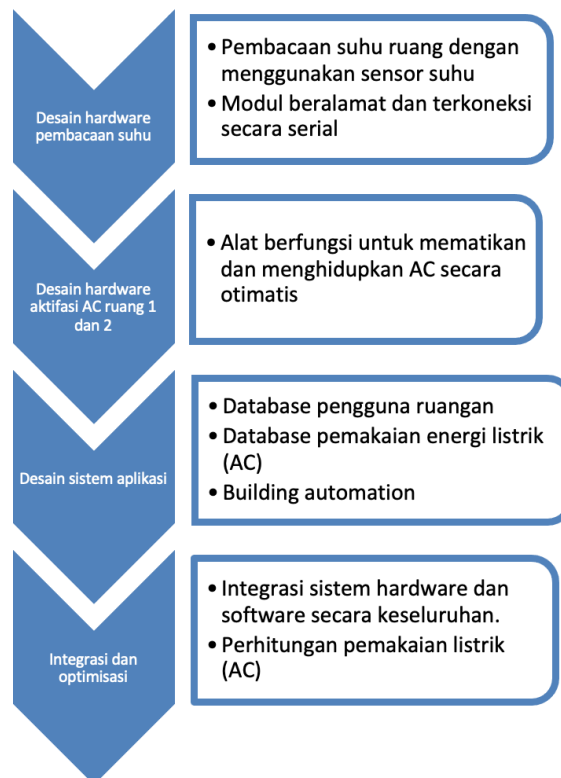 Desain hardware
pembacaan suhu
• Pembacaan suhu ruang dengan
menggunakan sensor suhu
• Modul beralamat dan terkoneksi
secara serial
Desain hardware
aktifasi AC ruang 1
dan 2
• Alat berfungsi untuk mematikan
dan menghidupkan AC secara
otimatis
Desain sistem aplikasi
• Database pengguna ruangan
• Database pemakaian energi listrik
(AC)
• Building automation
Integrasi dan
optimisasi
• Integrasi sistem hardware dan
software secara keseluruhan.
• Perhitungan pemakaian listrik
(AC)